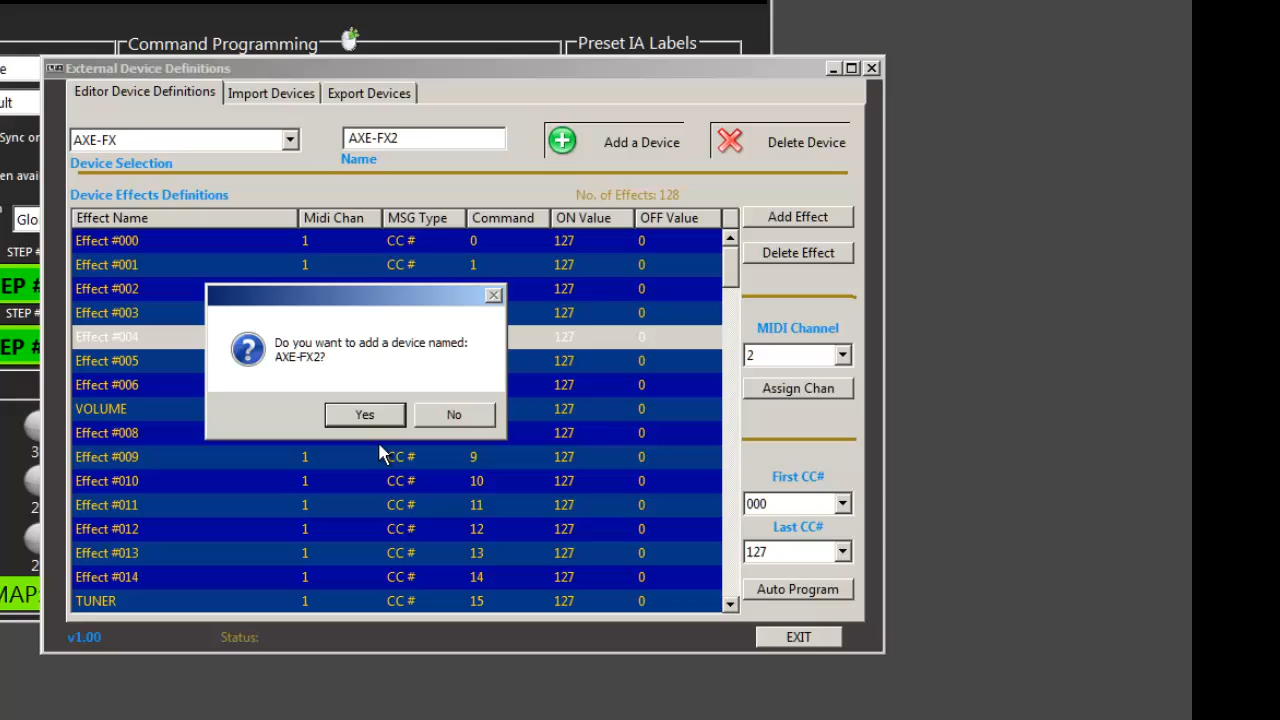 Command Programming
Preset IA Labels
e
ult
Sync or
en avai
Glo
STEP #
EP #
STEP #
EP #
3
2
2
MAP:
External Device Definitions
Editor Device Definitions
Import Devices
Export Devices
AXE-FX
Device Selection
AXE-FX2
Name
Add a Device
Delete Device
Device Effects Definitions
No. of Effects: 128
Effect Name Midi Chan MSG Type Command ON Value OFF Value
Effect #000 1 CC # 0 127 0
Effect #001 1 CC # 1 127 0
Effect #002 127 0
Effect #003 127 0
Effect #004 127 0
Effect #005 127 0
Effect #006 127 0
VOLUME 127 0
Effect #008 127 0
Effect #009 1 CC # 9 127 0
Effect #010 1 CC # 10 127 0
Effect #011 1 CC # 11 127 0
Effect #012 1 CC # 12 127 0
Effect #013 1 CC # 13 127 0
Effect #014 1 CC # 14 127 0
TUNER 1 CC # 15 127 0
Do you want to add a device named:
AXE-FX2?
Yes
No
Add Effect
Delete Effect
MIDI Channel
2
Assign Chan
First CC#
000
Last CC#
127
Auto Program
v1.00
Status:
EXIT